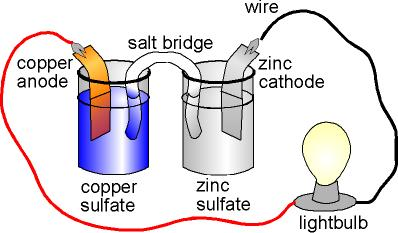 wire
salt bridge
copper
anode
zinc
cathode
copper
sulfate
zinc
sulfate
lightbulb